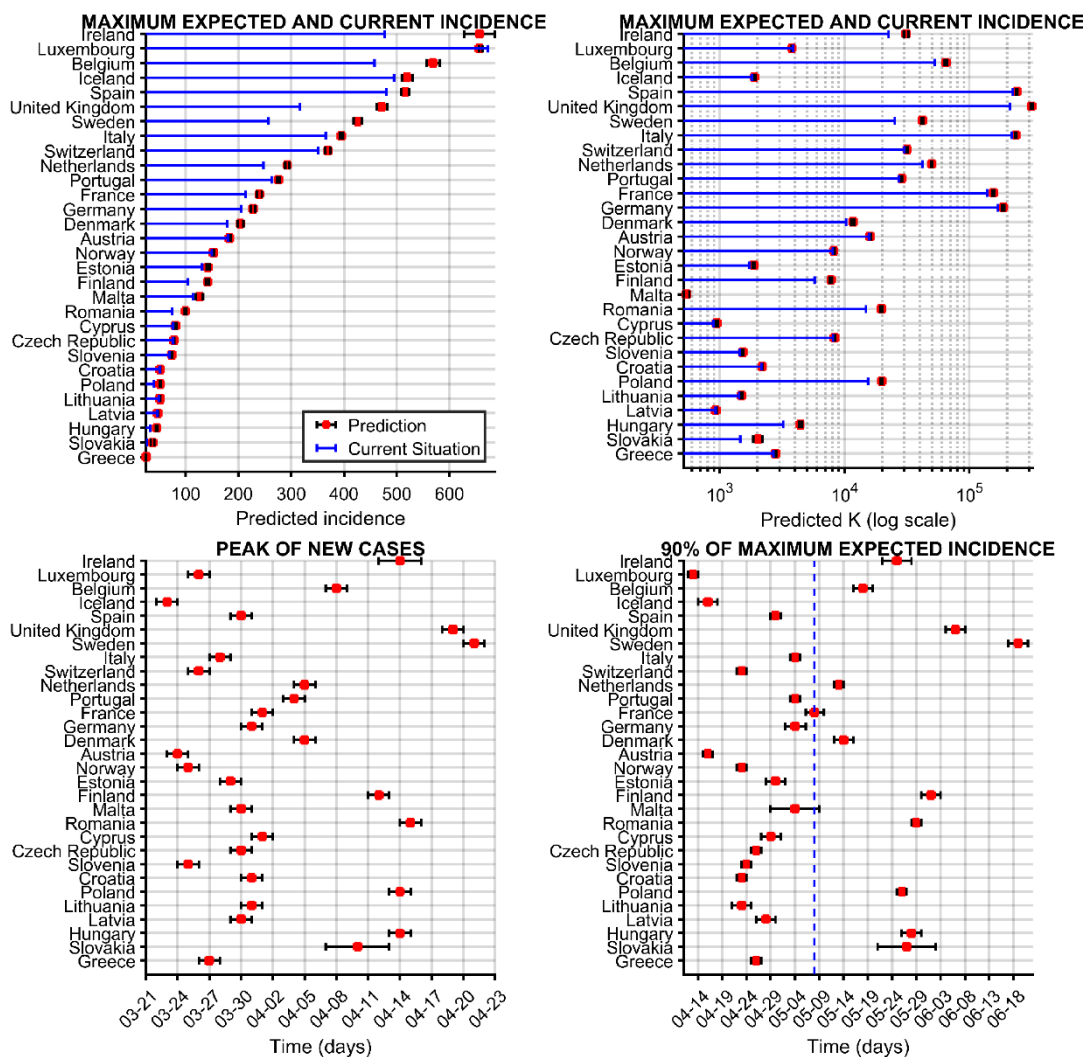 MAXIMUM EXPECTED AND CURRENT INCIDENCE
Ireland
Luxembourg
Belgium
Iceland
Spain
United Kingdom
Sweden
Italy
Switzerland
Netherlands
Portugal
France
Germany
Denmark
Austria
Norway
Estonia
Finland
Malta
Romania
Cyprus
Czech Republic
Slovenia
Croatia
Poland
Lithuania
Latvia
Hungary
Slovakia
Greece
Prediction
Current Situation
100 200 300 400 500 600
Predicted incidence
MAXIMUM EXPECTED AND CURRENT INCIDENCE
Ireland
Luxembourg
Belgium
Iceland
Spain
United Kingdom
Sweden
Italy
Switzerland
Netherlands
Portugal
France
Germany
Denmark
Austria
Norway
Estonia
Finland
Malta
Romania
Cyprus
Czech Republic
Slovenia
Croatia
Poland
Lithuania
Latvia
Hungary
Slovakia
Greece
10³ 10⁴ 10⁵
Predicted K (log scale)
PEAK OF NEW CASES
Ireland
Luxembourg
Belgium
Iceland
Spain
United Kingdom
Sweden
Italy
Switzerland
Netherlands
Portugal
France
Germany
Denmark
Austria
Norway
Estonia
Finland
Malta
Romania
Cyprus
Czech Republic
Slovenia
Croatia
Poland
Lithuania
Latvia
Hungary
Slovakia
Greece
03-21 03-24 03-27 03-30 04-02 04-05 04-08 04-11 04-14 04-17 04-20 04-23
Time (days)
90% OF MAXIMUM EXPECTED INCIDENCE
Ireland
Luxembourg
Belgium
Iceland
Spain
United Kingdom
Sweden
Italy
Switzerland
Netherlands
Portugal
France
Germany
Denmark
Austria
Norway
Estonia
Finland
Malta
Romania
Cyprus
Czech Republic
Slovenia
Croatia
Poland
Lithuania
Latvia
Hungary
Slovakia
Greece
04-14 04-19 04-24 04-29 05-04 05-09 05-14 05-19 05-24 05-29 06-03 06-08 06-13 06-18
Time (days)